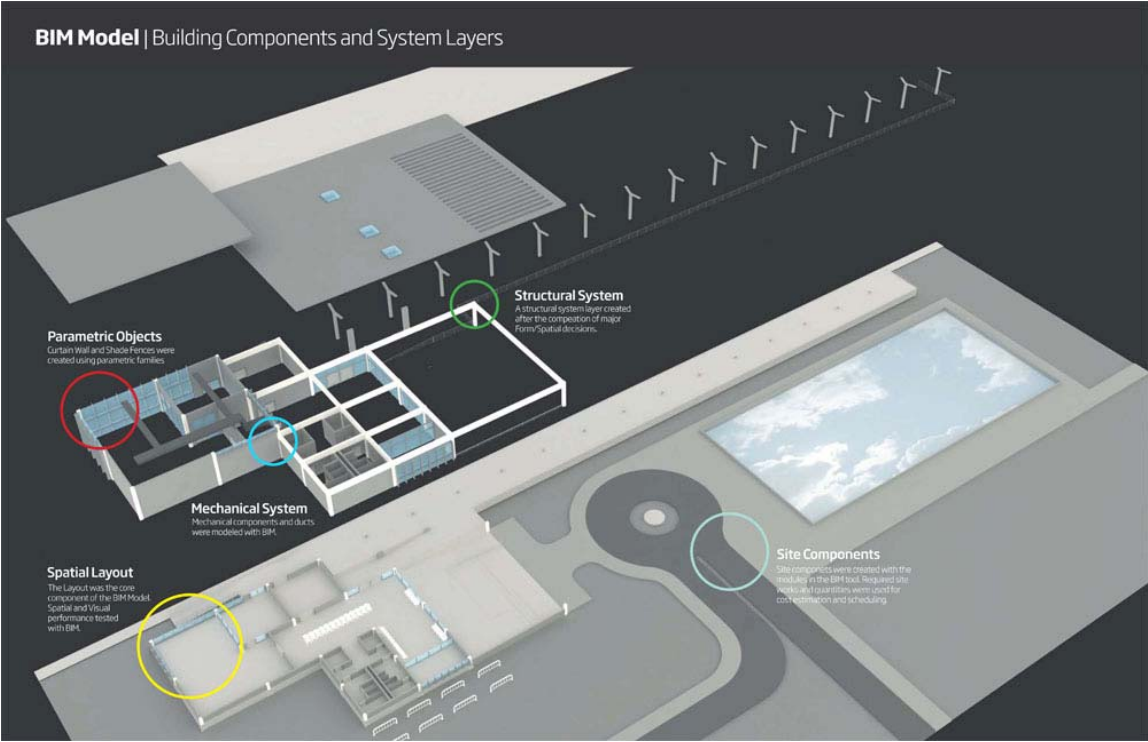 BIM Model | Building Components and System Layers
Structural System
A structural system layer created
after the compeation of major
Form/Spatial decisions.
Parametric Objects
Curtain Wall and Shade Fences were
created using parametric families
Mechanical System
Mechanical components and ducts
were modeled with BIM.
Spatial Layout
The Layout was the core
component of the BIM Model.
Spatial and Visual
performance tested
with BIM.
Site Components
Site componets were created with the
modules in the BIM tool. Required site
works and quantities were used for
cost estimation and scheduling.